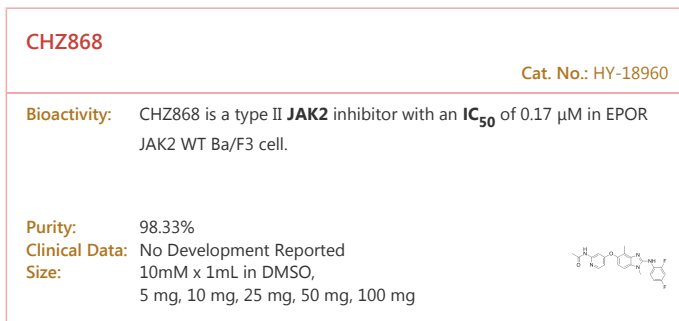 CHZ868
Cat. No.: HY-18960
Bioactivity: CHZ868 is a type II JAK2 inhibitor with an IC50 of 0.17 μM in EPOR
JAK2 WT Ba/F3 cell.
Purity: 98.33%
Clinical Data: No Development Reported
Size: 10mM x 1mL in DMSO,
5 mg, 10 mg, 25 mg, 50 mg, 100 mg